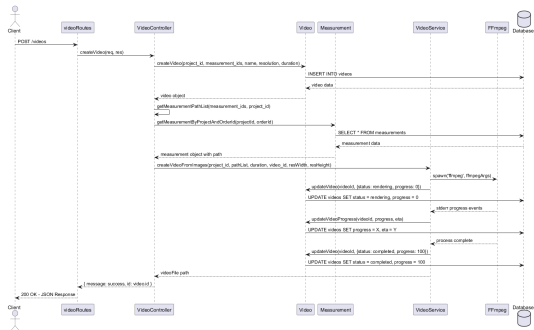 Client
videoRoutes
VideoController
Video
Measurement
VideoService
FFmpeg
Database
POST /videos
createVideo(req, res)
createVideo(project_id, measurement_ids, name, resolution, duration)
INSERT INTO videos
video data
video object
getMeasurementPathList(measurement_ids, project_id)
getMeasurementByProjectAndOrderId(projectId, orderId)
SELECT * FROM measurements
measurement data
measurement object with path
createVideoFromImages(project_id, pathList, duration, video_id, resWidth, resHeight)
spawn('ffmpeg', ffmpegArgs)
updateVideo(videoId, {status: rendering, progress: 0})
UPDATE videos SET status = rendering, progress = 0
stderr progress events
updateVideoProgress(videoId, progress, eta)
UPDATE videos SET progress = X, eta = Y
process complete
updateVideo(videoId, {status: completed, progress: 100})
UPDATE videos SET status = completed, progress = 100
videoFile path
{ message: success, id: videoId }
200 OK - JSON Response
Client
videoRoutes
VideoController
Video
Measurement
VideoService
FFmpeg
Database